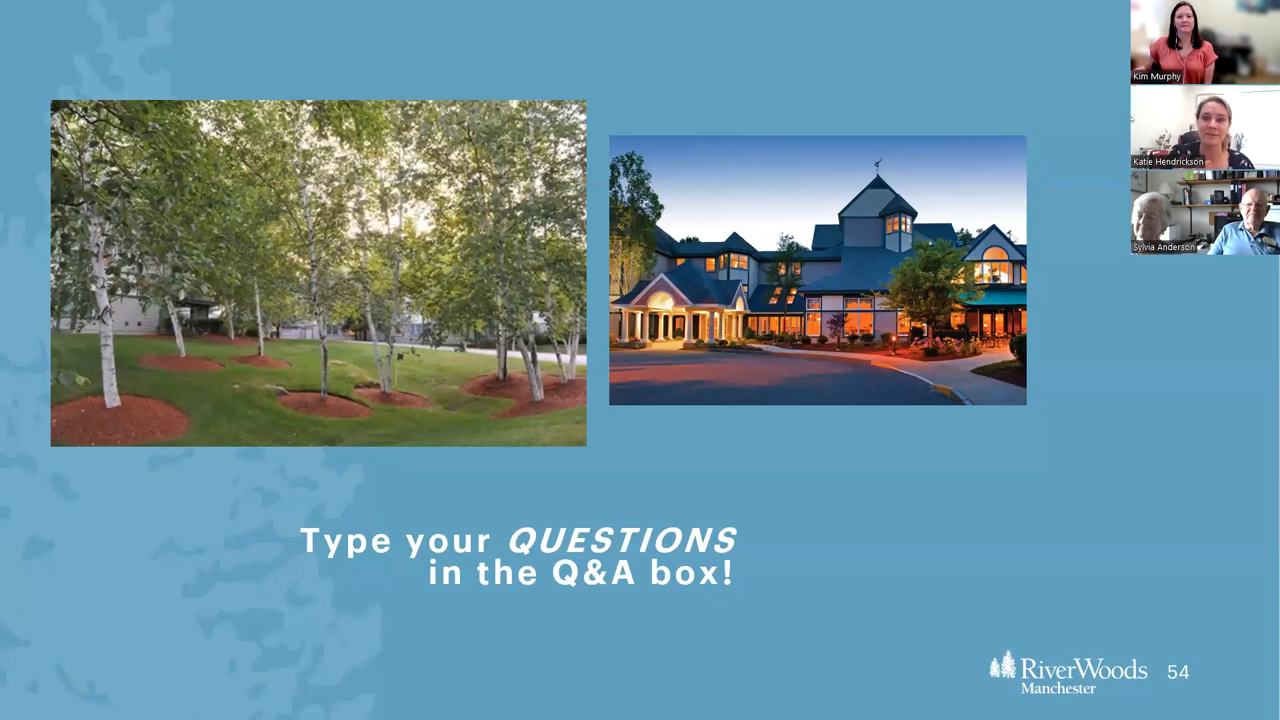 Kim Murphy
Katie Hendrickson
Sylvia Anderson
Type your QUESTIONS
in the Q&A box!
RiverWoods
Manchester
54